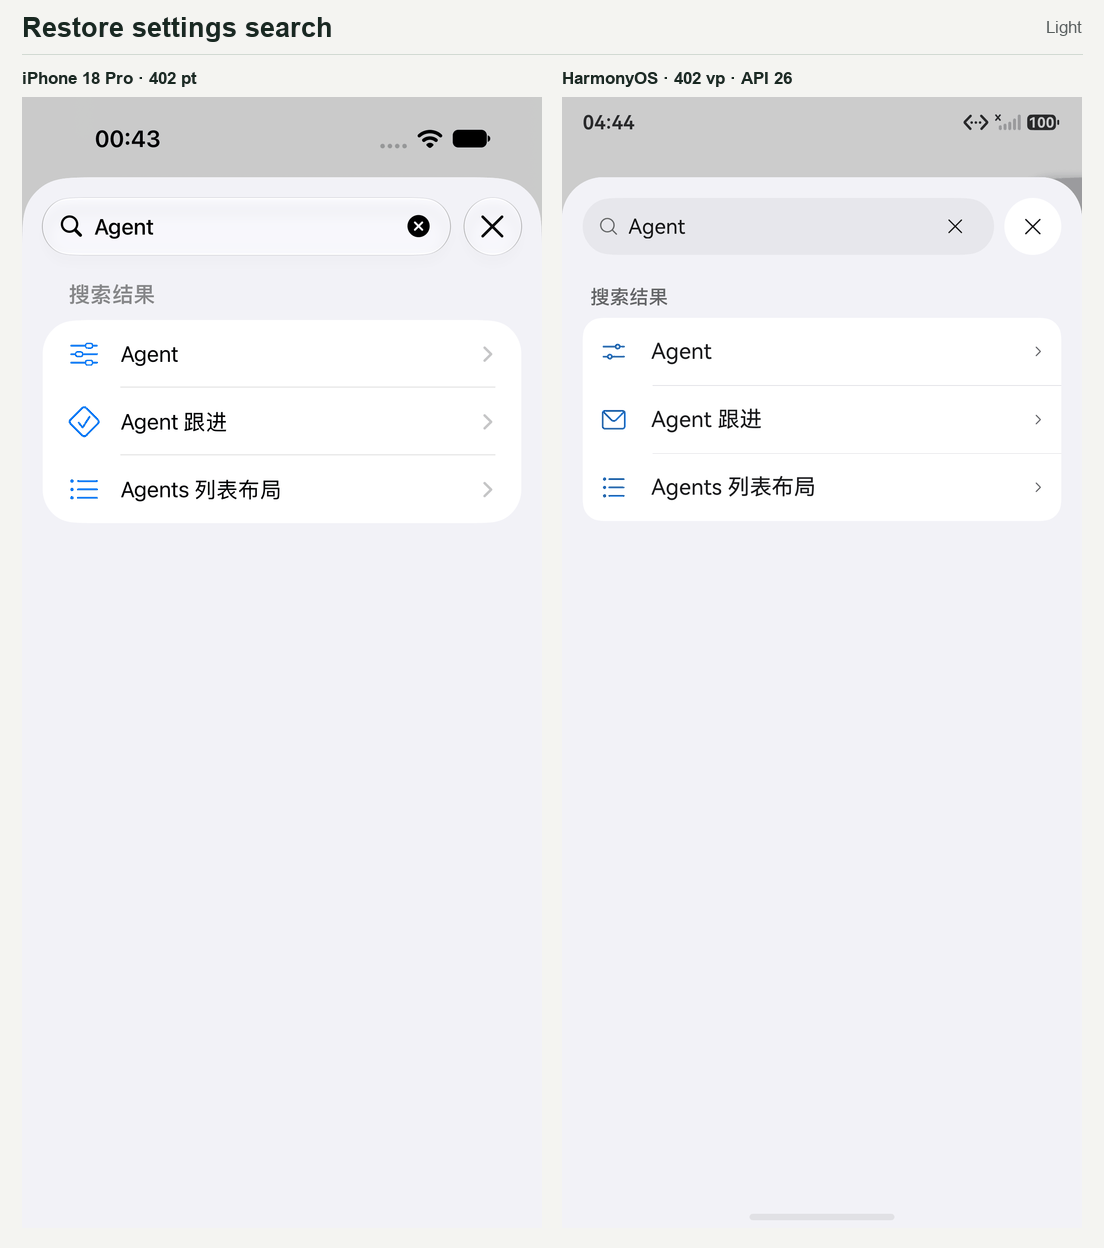 Restore settings search
Light
iPhone 18 Pro · 402 pt
HarmonyOS · 402 vp · API 26
00:43
04:44
100
Agent
Agent
搜索结果
搜索结果
Agent
Agent 跟进
Agents 列表布局
Agent
Agent 跟进
Agents 列表布局